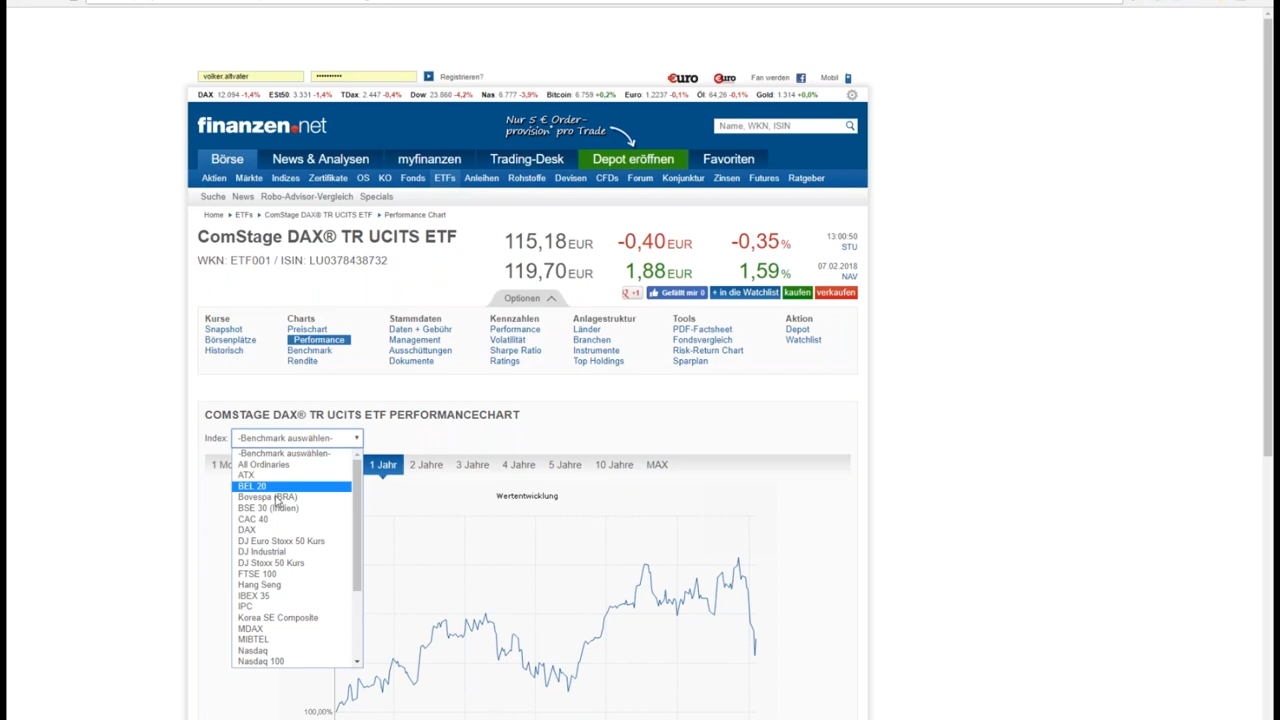 volker.altvater ••••••••• Registrieren? €uro €uro Fan werden Mobil
DAX 12.094 -1,4% ESt50: 3.331 -1,4% TDax: 2.447 -0,4% Dow: 23.860 -4,2% Nas: 6.777 -3,9% Bitcoin: 6.759 +0,2% Euro: 1.2237 -0,1% Öl: 64,26 -0,1% Gold: 1.314 +0,0%
finanzen.net
Nur 5 € Order-
provision* pro Trade
Name, WKN, ISIN
Börse News & Analysen myfinanzen Trading-Desk Depot eröffnen Favoriten
Aktien Märkte Indizes Zertifikate OS KO Fonds ETFs Anleihen Rohstoffe Devisen CFDs Forum Konjunktur Zinsen Futures Ratgeber
Suche News Robo-Advisor-Vergleich Specials
Home ETFs ComStage DAX® TR UCITS ETF Performance Chart
ComStage DAX® TR UCITS ETF
WKN: ETF001 / ISIN: LU0378438732
115,18 EUR -0,40 EUR -0,35 % 13:00:50
STU
119,70 EUR 1,88 EUR 1,59 % 07.02.2018
NAV
+1 Gefällt mir 0 + in die Watchlist kaufen verkaufen
Optionen
Kurse Charts Stammdaten Kennzahlen Anlagestruktur Tools Aktion
Snapshot Preischart Daten + Gebühr Performance Länder PDF-Factsheet Depot
Börsenplätze Performance Management Volatilität Branchen Fondsvergleich Watchlist
Historisch Benchmark Ausschüttungen Sharpe Ratio Instrumente Risk-Return Chart
Rendite Dokumente Ratings Top Holdings Sparplan
COMSTAGE DAX® TR UCITS ETF PERFORMANCECHART
Index: -Benchmark auswählen-
1 Mo 1 Jahr 2 Jahre 3 Jahre 4 Jahre 5 Jahre 10 Jahre MAX
-Benchmark auswählen-
All Ordinaries
ATX
BEL 20
Bovespa (BRA)
BSE 30 (Indien)
CAC 40
DAX
DJ Euro Stoxx 50 Kurs
DJ Industrial
DJ Stoxx 50 Kurs
FTSE 100
Hang Seng
IBEX 35
IPC
Korea SE Composite
MDAX
MIBTEL
Nasdaq
Nasdaq 100
Wertentwicklung
100,00%